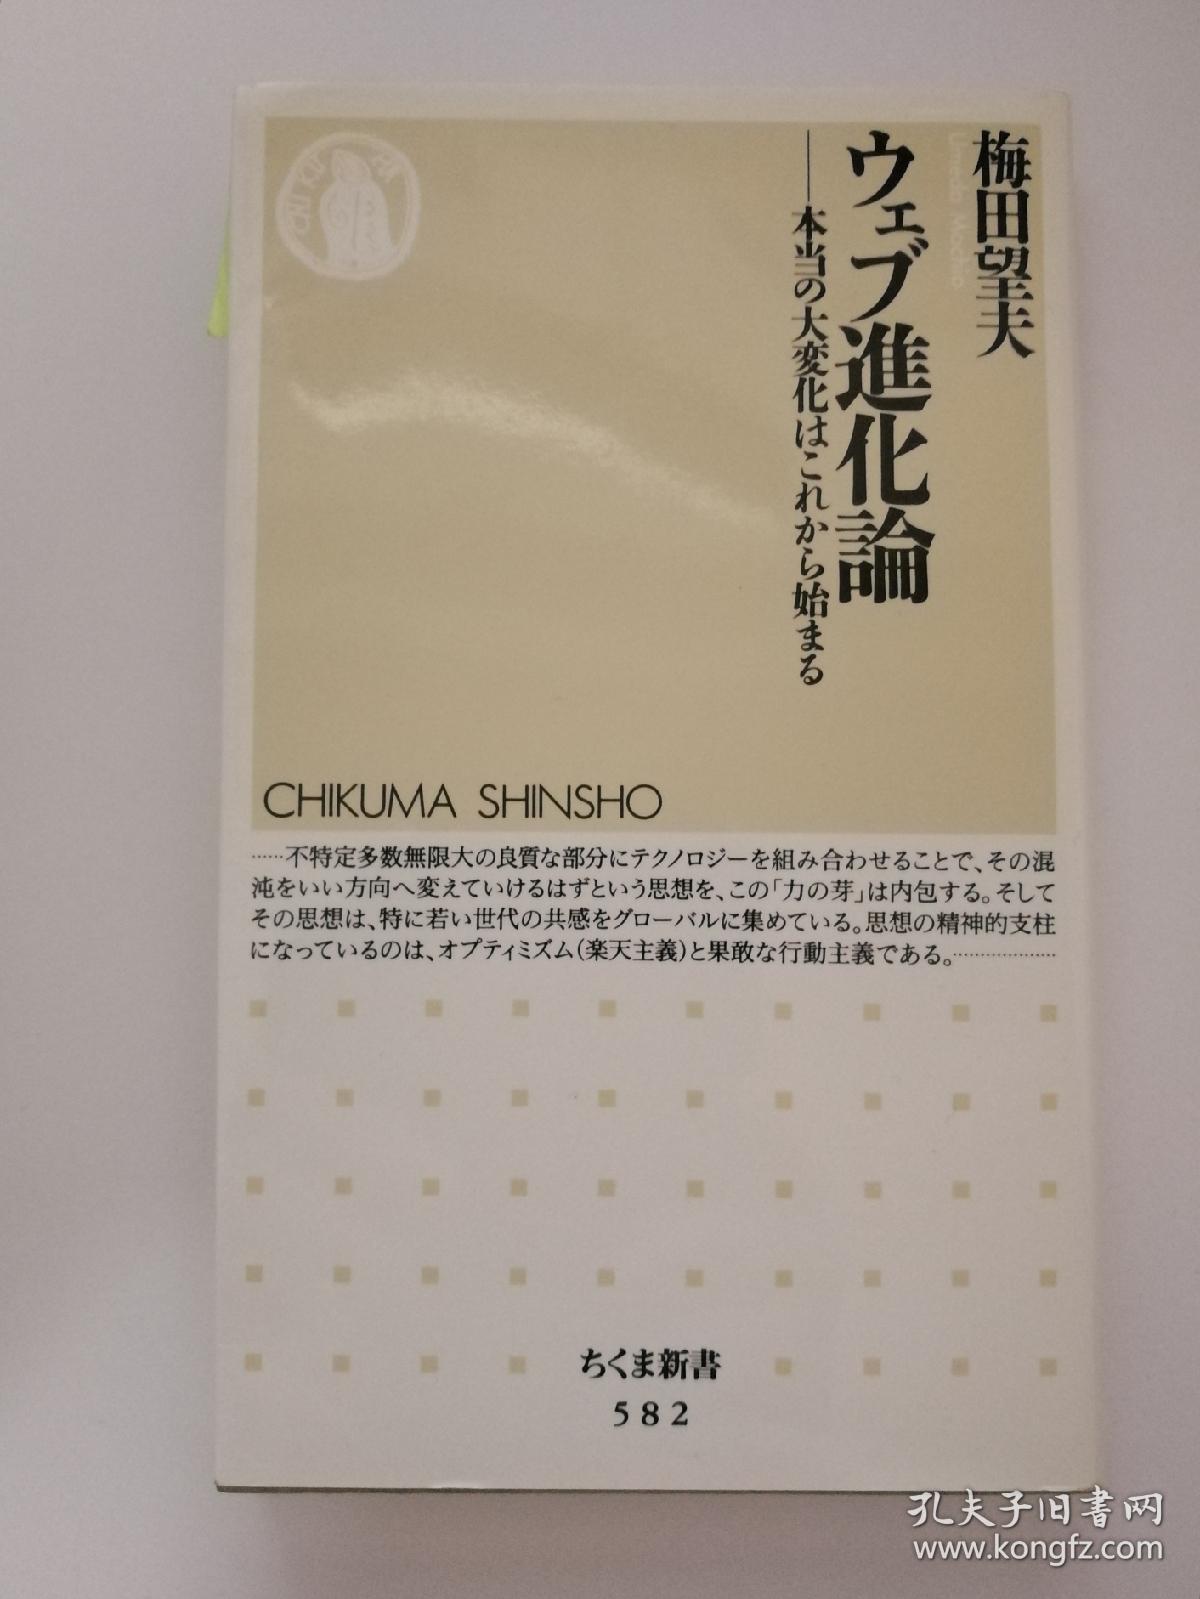 梅田望夫
Umeda Mochio
ウェブ進化論
——本当の大変化はこれから始まる
CHIKUMA
CHIKUMA SHINSHO
……不特定多数無限大の良質な部分にテクノロジーを組み合わせることで、その混
沌をいい方向へ変えていけるはずという思想を、この「力の芽」は内包する。そして
その思想は、特に若い世代の共感をグローバルに集めている。思想の精神的支柱
になっているのは、オプティミズム(楽天主義)と果敢な行動主義である。………………
ちくま新書
582
孔夫子旧书网
www.kongfz.com